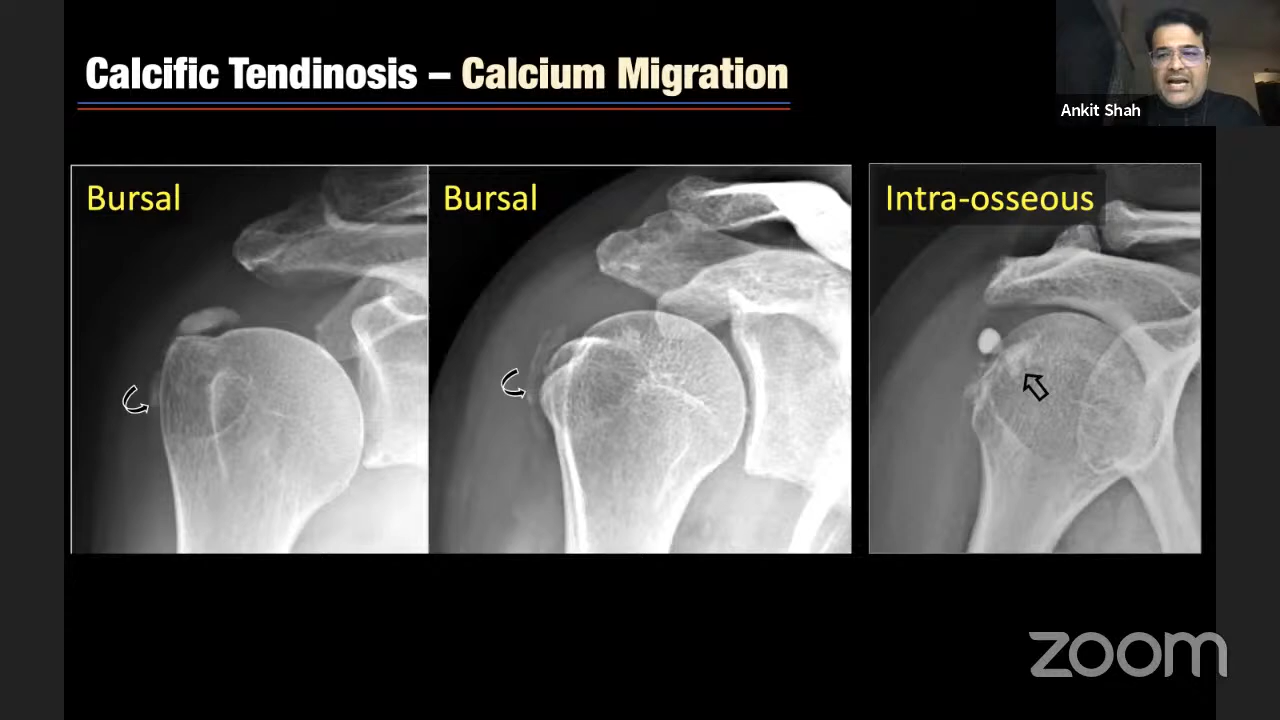 Calcific Tendinosis – Calcium Migration
Ankit Shah
Bursal
Bursal
Intra-osseous
zoom